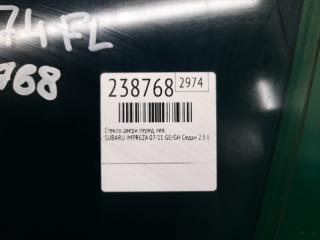 74 FL
768
238768
2974
Стекло двери перед. лев.
SUBARU IMPREZA 07-11 GE/GH Седан 2.5 i